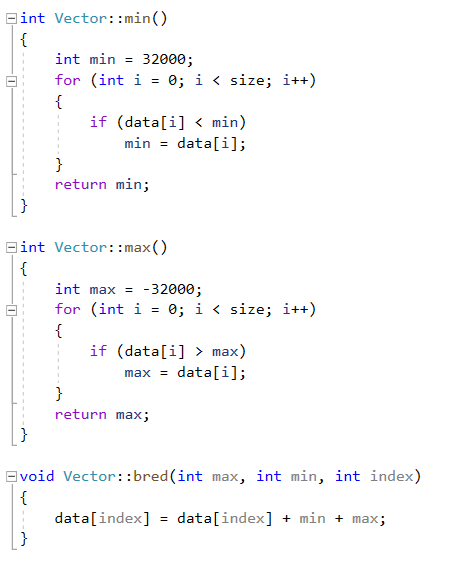 int Vector::min()
{
    int min = 32000;
    for (int i = 0; i < size; i++)
    {
        if (data[i] < min)
            min = data[i];
    }
    return min;
}
int Vector::max()
{
    int max = -32000;
    for (int i = 0; i < size; i++)
    {
        if (data[i] > max)
            max = data[i];
    }
    return max;
}
void Vector::bred(int max, int min, int index)
{
    data[index] = data[index] + min + max;
}